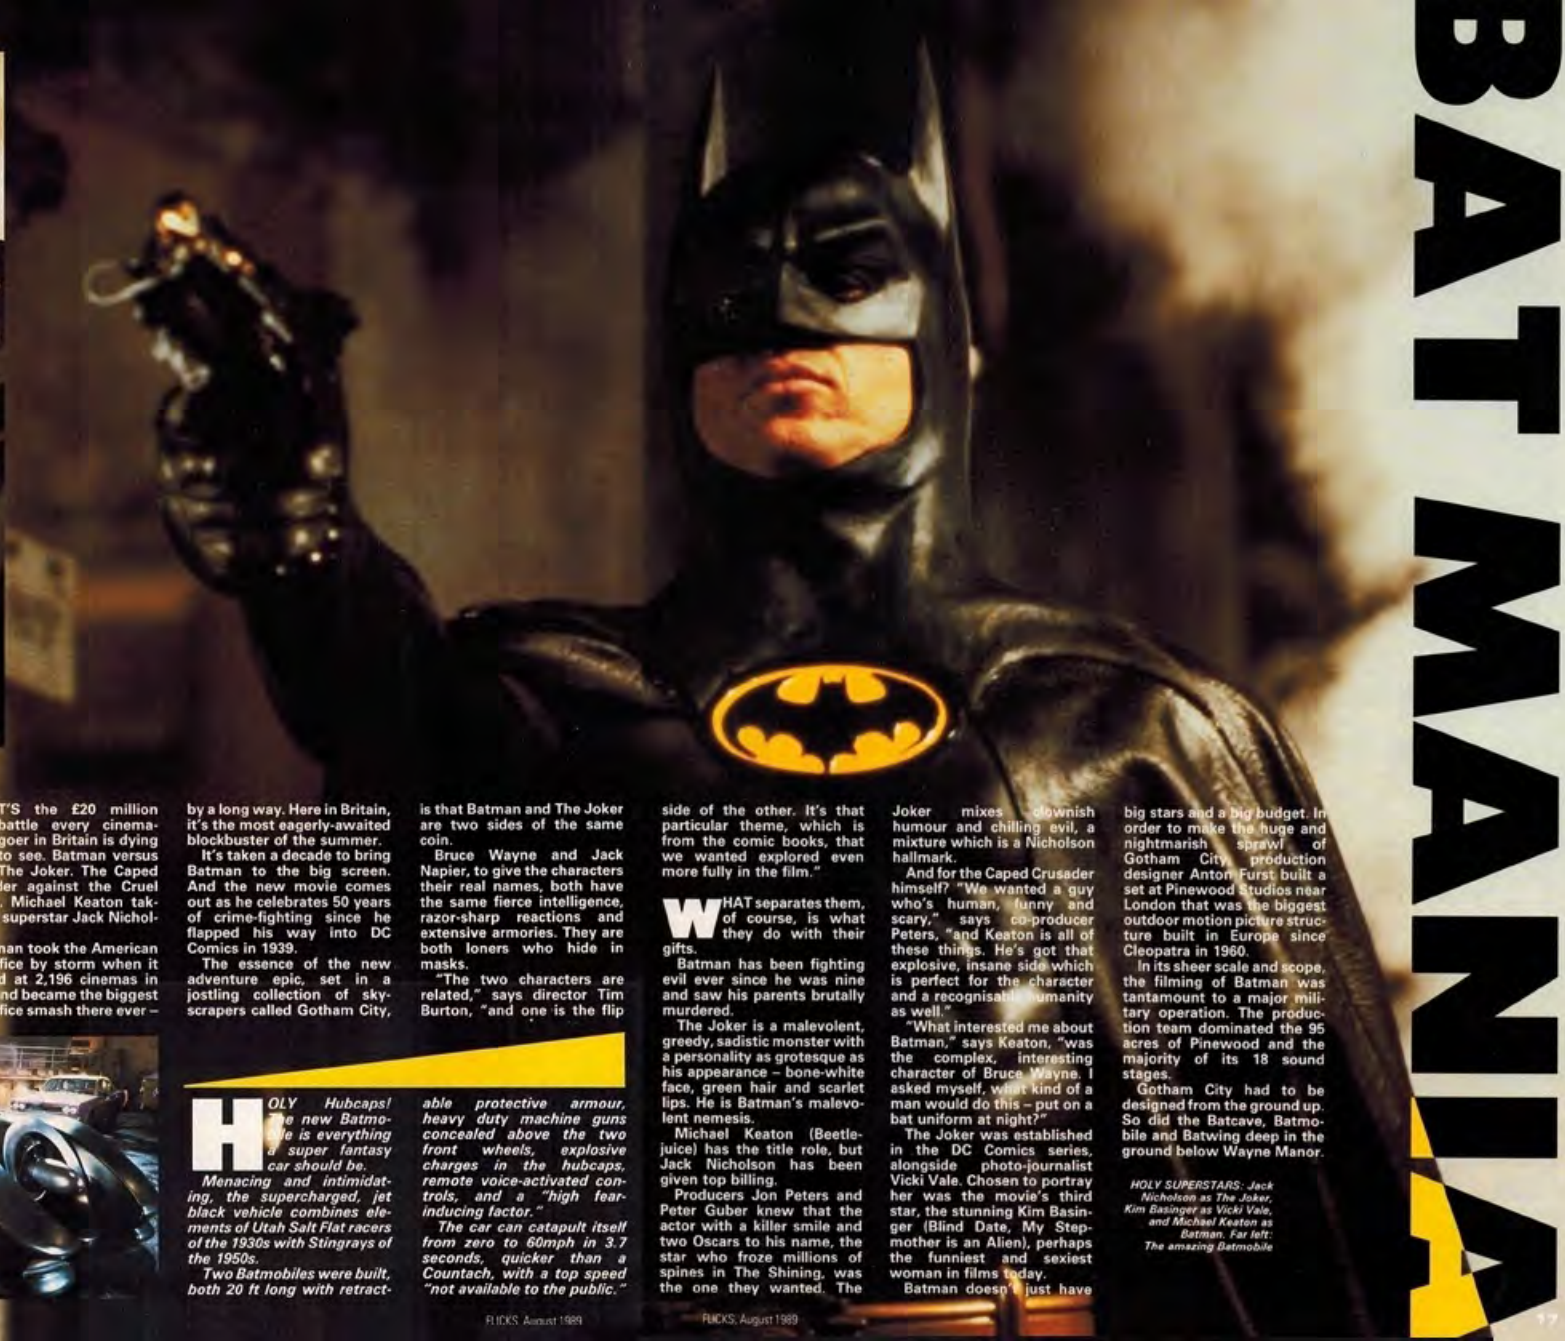 BATMANIA
T'S the £20 million
battle every cinema-
goer in Britain is dying
to see. Batman versus
The Joker. The Caped
er against the Cruel
. Michael Keaton tak-
superstar Jack Nichol-
man took the American
fice by storm when it
d at 2,196 cinemas in
nd became the biggest
fice smash there ever –
by a long way. Here in Britain,
it's the most eagerly-awaited
blockbuster of the summer.
It's taken a decade to bring
Batman to the big screen.
And the new movie comes
out as he celebrates 50 years
of crime-fighting since he
flapped his way into DC
Comics in 1939.
The essence of the new
adventure epic, set in a
jostling collection of sky-
scrapers called Gotham City,
is that Batman and The Joker
are two sides of the same
coin.
Bruce Wayne and Jack
Napier, to give the characters
their real names, both have
the same fierce intelligence,
razor-sharp reactions and
extensive armories. They are
both loners who hide in
masks.
"The two characters are
related," says director Tim
Burton, "and one is the flip
side of the other. It's that
particular theme, which is
from the comic books, that
we wanted explored even
more fully in the film."
WHAT separates them,
of course, is what
they do with their
gifts.
Batman has been fighting
evil ever since he was nine
and saw his parents brutally
murdered.
The Joker is a malevolent,
greedy, sadistic monster with
a personality as grotesque as
his appearance – bone-white
face, green hair and scarlet
lips. He is Batman's malevo-
lent nemesis.
Michael Keaton (Beetle-
juice) has the title role, but
Jack Nicholson has been
given top billing.
Producers Jon Peters and
Peter Guber knew that the
actor with a killer smile and
two Oscars to his name, the
star who froze millions of
spines in The Shining, was
the one they wanted. The
Joker mixes clownish
humour and chilling evil, a
mixture which is a Nicholson
hallmark.
And for the Caped Crusader
himself? "We wanted a guy
who's human, funny and
scary," says co-producer
Peters, "and Keaton is all of
these things. He's got that
explosive, insane side which
is perfect for the character
and a recognisable humanity
as well."
"What interested me about
Batman," says Keaton, "was
the complex, interesting
character of Bruce Wayne. I
asked myself, what kind of a
man would do this – put on a
bat uniform at night?"
The Joker was established
in the DC Comics series,
alongside photo-journalist
Vicki Vale. Chosen to portray
her was the movie's third
star, the stunning Kim Basin-
ger (Blind Date, My Step-
mother is an Alien), perhaps
the funniest and sexiest
woman in films today.
Batman doesn't just have
big stars and a big budget. In
order to make the huge and
nightmarish sprawl of
Gotham City, production
designer Anton Furst built a
set at Pinewood Studios near
London that was the biggest
outdoor motion picture struc-
ture built in Europe since
Cleopatra in 1960.
In its sheer scale and scope,
the filming of Batman was
tantamount to a major mili-
tary operation. The produc-
tion team dominated the 95
acres of Pinewood and the
majority of its 18 sound
stages.
Gotham City had to be
designed from the ground up.
So did the Batcave, Batmo-
bile and Batwing deep in the
ground below Wayne Manor.
HOLY SUPERSTARS: Jack
Nicholson as The Joker,
Kim Basinger as Vicki Vale,
and Michael Keaton as
Batman. Far left:
The amazing Batmobile
HOLY Hubcaps!
The new Batmo-
bile is everything
a super fantasy
car should be.
Menacing and intimidat-
ing, the supercharged, jet
black vehicle combines ele-
ments of Utah Salt Flat racers
of the 1930s with Stingrays of
the 1950s.
Two Batmobiles were built,
both 20 ft long with retract-
able protective armour,
heavy duty machine guns
concealed above the two
front wheels, explosive
charges in the hubcaps,
remote voice-activated con-
trols, and a "high fear-
inducing factor."
The car can catapult itself
from zero to 60mph in 3.7
seconds, quicker than a
Countach, with a top speed
"not available to the public."
FLICKS, August 1989
FLICKS, August 1989
17